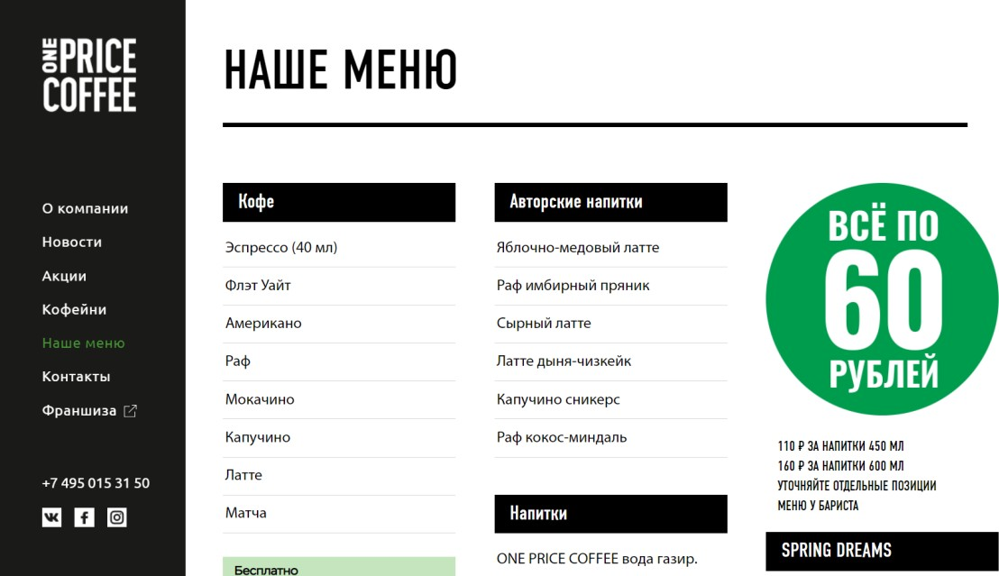 ONE PRICE
COFFEE
О компании
Новости
Акции
Кофейни
Наше меню
Контакты
Франшиза
+7 495 015 31 50
НАШЕ МЕНЮ
Кофе
Эспрессо (40 мл)
Флэт Уайт
Американо
Раф
Мокачино
Капучино
Латте
Матча
Бесплатно
Авторские напитки
Яблочно-медовый латте
Раф имбирный пряник
Сырный латте
Латте дыня-чизкейк
Капучино сникерс
Раф кокос-миндаль
Напитки
ONE PRICE COFFEE вода газир.
ВСЁ ПО
60
РУБЛЕЙ
110 ₽ ЗА НАПИТКИ 450 МЛ
160 ₽ ЗА НАПИТКИ 600 МЛ
УТОЧНЯЙТЕ ОТДЕЛЬНЫЕ ПОЗИЦИИ
МЕНЮ У БАРИСТА
SPRING DREAMS